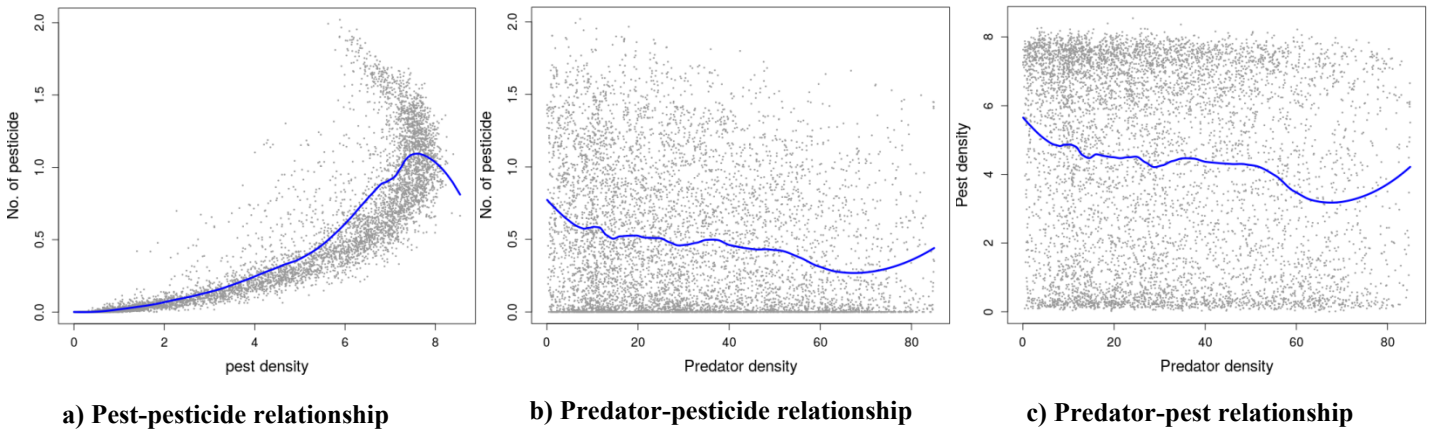 No. of pesticide
0.0 0.5 1.0 1.5 2.0
0 2 4 6 8
pest density
a) Pest-pesticide relationship
No. of pesticide
0.0 0.5 1.0 1.5 2.0
0 20 40 60 80
Predator density
b) Predator-pesticide relationship
Pest density
0 2 4 6 8
0 20 40 60 80
Predator density
c) Predator-pest relationship